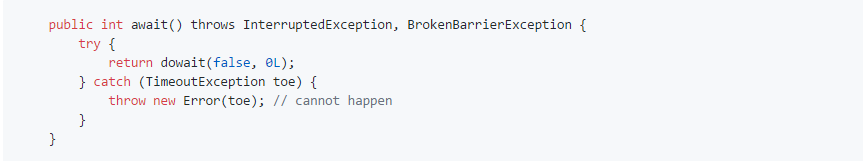 public int await() throws InterruptedException, BrokenBarrierException {
    try {
        return dowait(false, 0L);
    } catch (TimeoutException toe) {
        throw new Error(toe); // cannot happen
    }
}